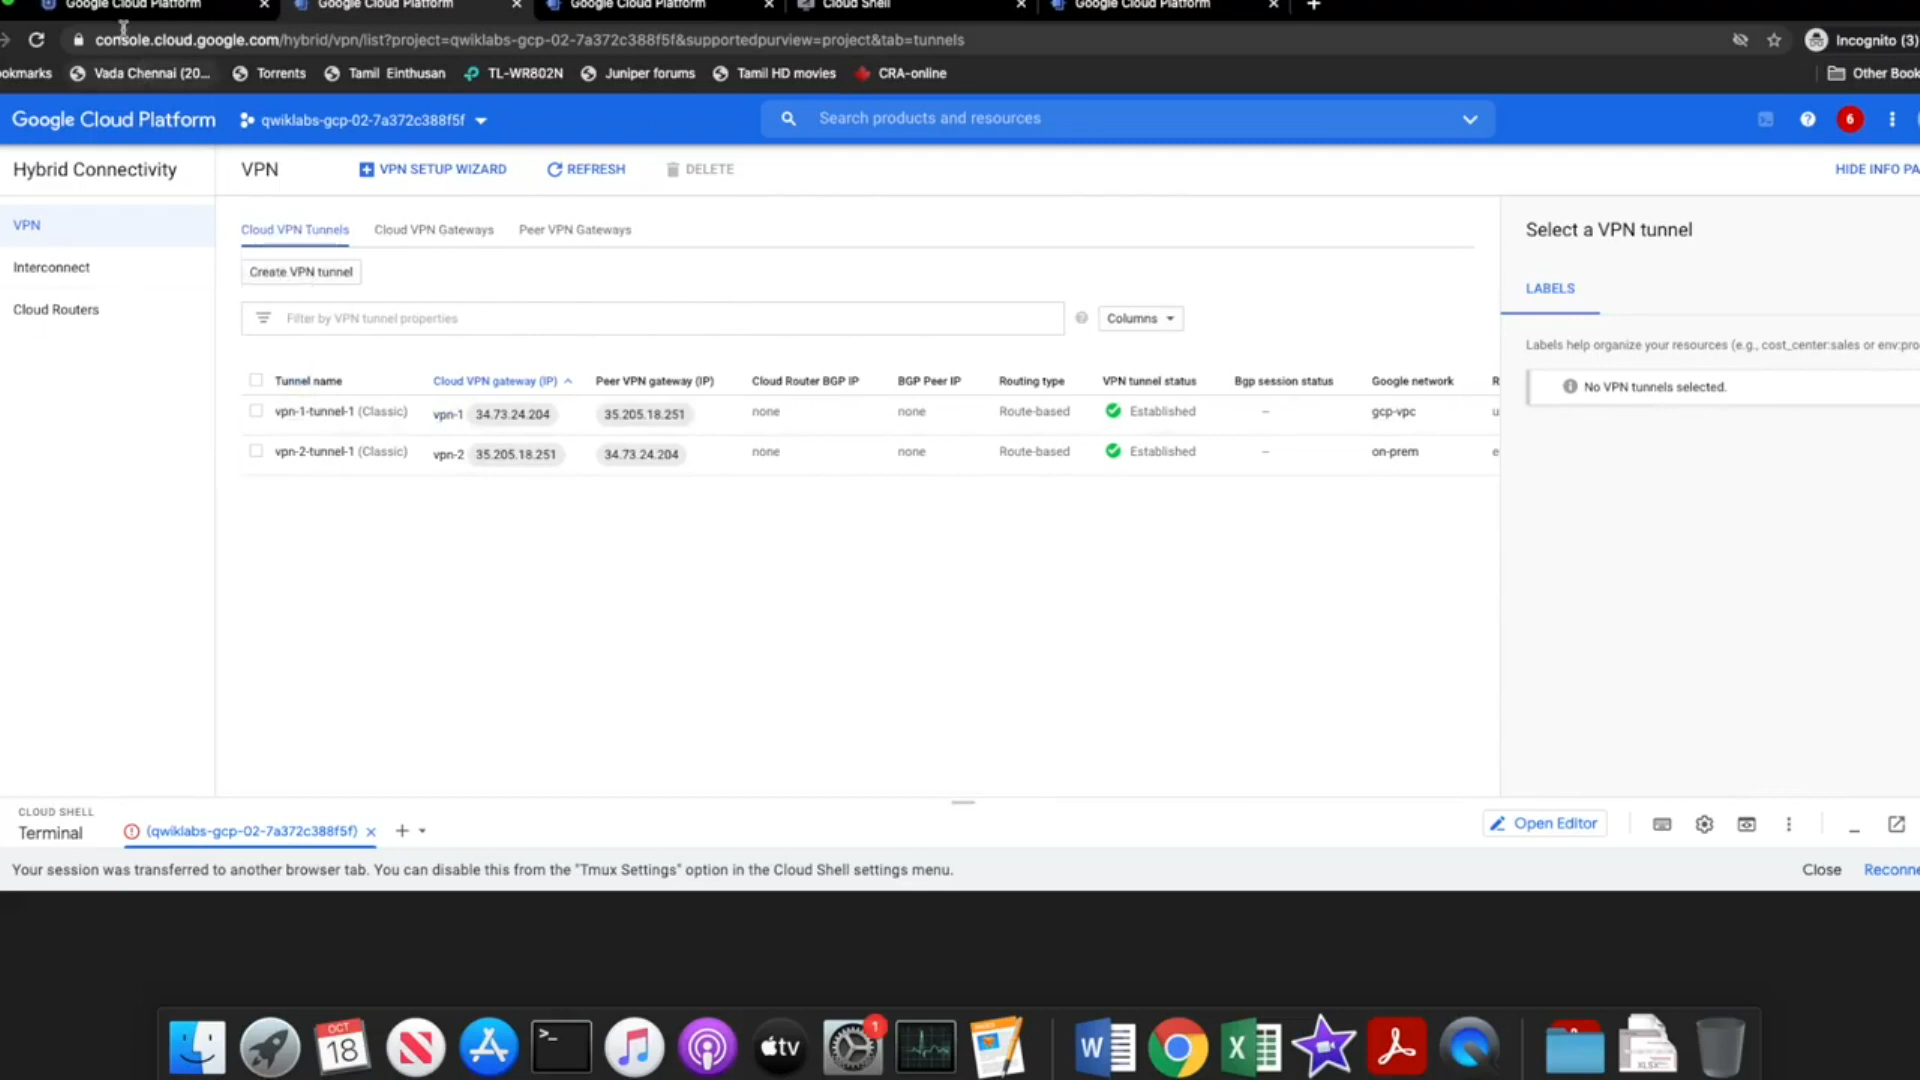 Google Cloud Platform
Google Cloud Platform
Google Cloud Platform
Cloud Shell
Google Cloud Platform
console.cloud.google.com/hybrid/vpn/list?project=qwiklabs-gcp-02-7a372c388f5f&supportedpurview=project&tab=tunnels
Incognito (3)
okmarks Vada Chennai (20... Torrents Tamil Einthusan TL-WR802N Juniper forums Tamil HD movies CRA-online Other Book
Google Cloud Platform qwiklabs-gcp-02-7a372c388f5f Search products and resources 6
Hybrid Connectivity VPN VPN SETUP WIZARD REFRESH DELETE HIDE INFO PA
VPN
Interconnect
Cloud Routers
Cloud VPN Tunnels Cloud VPN Gateways Peer VPN Gateways
Create VPN tunnel
Filter by VPN tunnel properties Columns
Tunnel name Cloud VPN gateway (IP) Peer VPN gateway (IP) Cloud Router BGP IP BGP Peer IP Routing type VPN tunnel status Bgp session status Google network R
vpn-1-tunnel-1 (Classic) vpn-1 34.73.24.204 35.205.18.251 none none Route-based Established – gcp-vpc u
vpn-2-tunnel-1 (Classic) vpn-2 35.205.18.251 34.73.24.204 none none Route-based Established – on-prem e
Select a VPN tunnel
LABELS
Labels help organize your resources (e.g., cost_center:sales or env:pro
No VPN tunnels selected.
CLOUD SHELL
Terminal (qwiklabs-gcp-02-7a372c388f5f) Open Editor
Your session was transferred to another browser tab. You can disable this from the "Tmux Settings" option in the Cloud Shell settings menu. Close Reconne
OCT
18
tv
1
W
X
XLSX